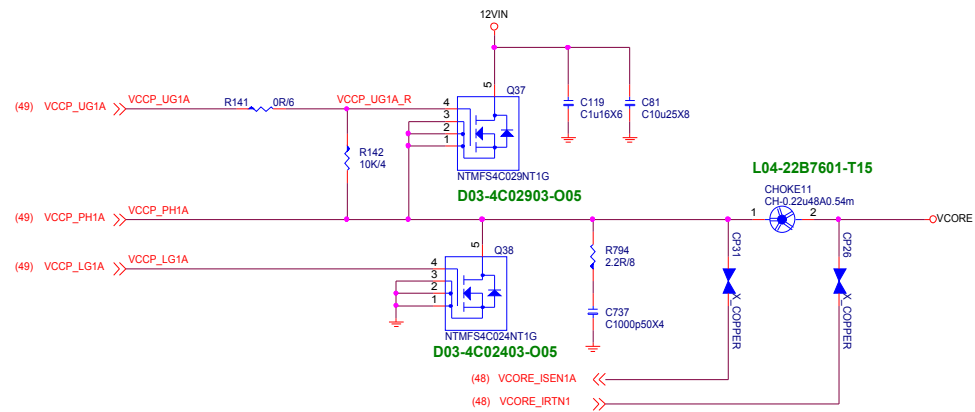 12VIN
5
Q37
(49) VCCP_UG1A
VCCP_UG1A
R141
0R/6
VCCP_UG1A_R
4
3
2
1
C119
C1u16X6
C81
C10u25X8
R142
10K/4
NTMFS4C029NT1G
D03-4C02903-O05
L04-22B7601-T15
CHOKE11
CH-0.22u48A0.54m
(49) VCCP_PH1A
VCCP_PH1A
1
2
VCORE
5
Q38
(49) VCCP_LG1A
VCCP_LG1A
4
3
2
1
R794
2.2R/8
C737
C1000p50X4
CP31
X_COPPER
CP26
X_COPPER
NTMFS4C024NT1G
D03-4C02403-O05
(48) VCORE_ISEN1A
(48) VCORE_IRTN1